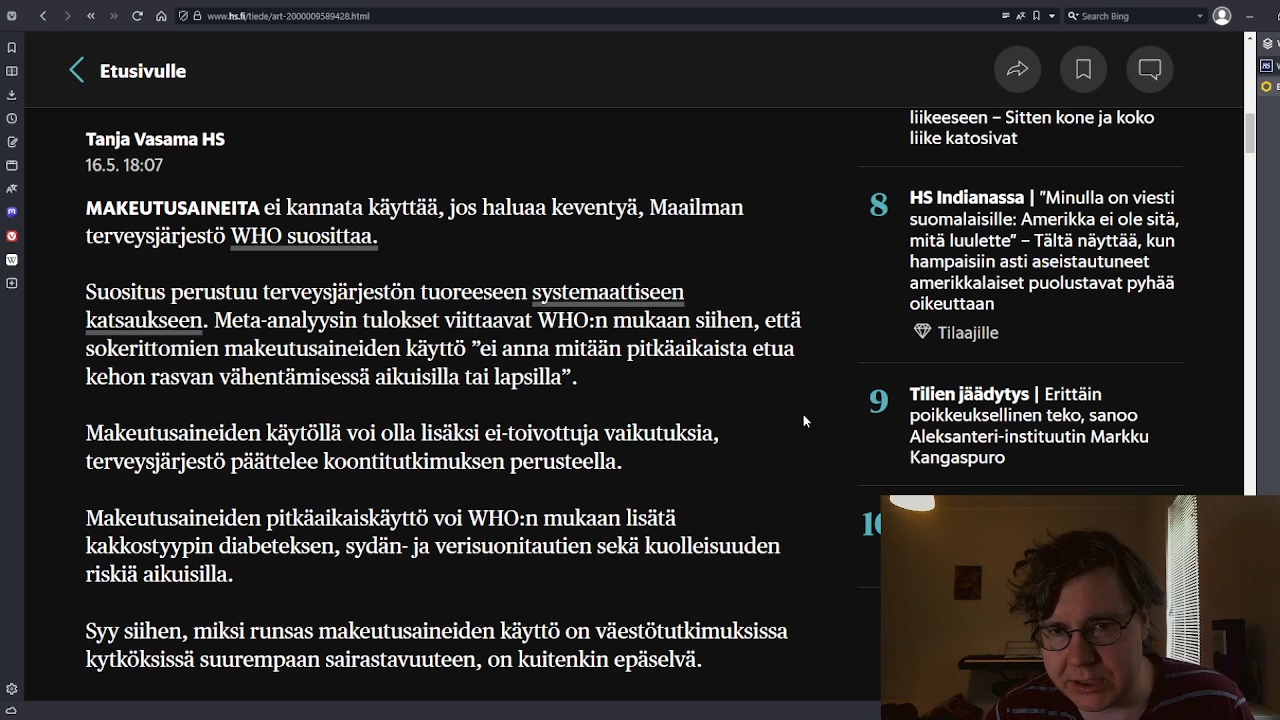 www.hs.fi/tiede/art-2000009589428.html
Search Bing
Etusivulle
Tanja Vasama HS
16.5. 18:07
MAKEUTUSAINEITA ei kannata käyttää, jos haluaa keventyä, Maailman
terveysjärjestö WHO suosittaa.
Suositus perustuu terveysjärjestön tuoreeseen systemaattiseen
katsaukseen. Meta-analyysin tulokset viittaavat WHO:n mukaan siihen, että
sokerittomien makeutusaineiden käyttö ”ei anna mitään pitkäaikaista etua
kehon rasvan vähentämisessä aikuisilla tai lapsilla”.
Makeutusaineiden käytöllä voi olla lisäksi ei-toivottuja vaikutuksia,
terveysjärjestö päättelee koontitutkimuksen perusteella.
Makeutusaineiden pitkäaikaiskäyttö voi WHO:n mukaan lisätä
kakkostyypin diabeteksen, sydän- ja verisuonitautien sekä kuolleisuuden
riskiä aikuisilla.
Syy siihen, miksi runsas makeutusaineiden käyttö on väestötutkimuksissa
kytköksissä suurempaan sairastavuuteen, on kuitenkin epäselvä.
liikeeseen – Sitten kone ja koko
liike katosivat
8
HS Indianassa | ”Minulla on viesti
suomalaisille: Amerikka ei ole sitä,
mitä luulette” – Tältä näyttää, kun
hampaisiin asti aseistautuneet
amerikkalaiset puolustavat pyhää
oikeuttaan
Tilaajille
9
Tilien jäädytys | Erittäin
poikkeuksellinen teko, sanoo
Aleksanteri-instituutin Markku
Kangaspuro